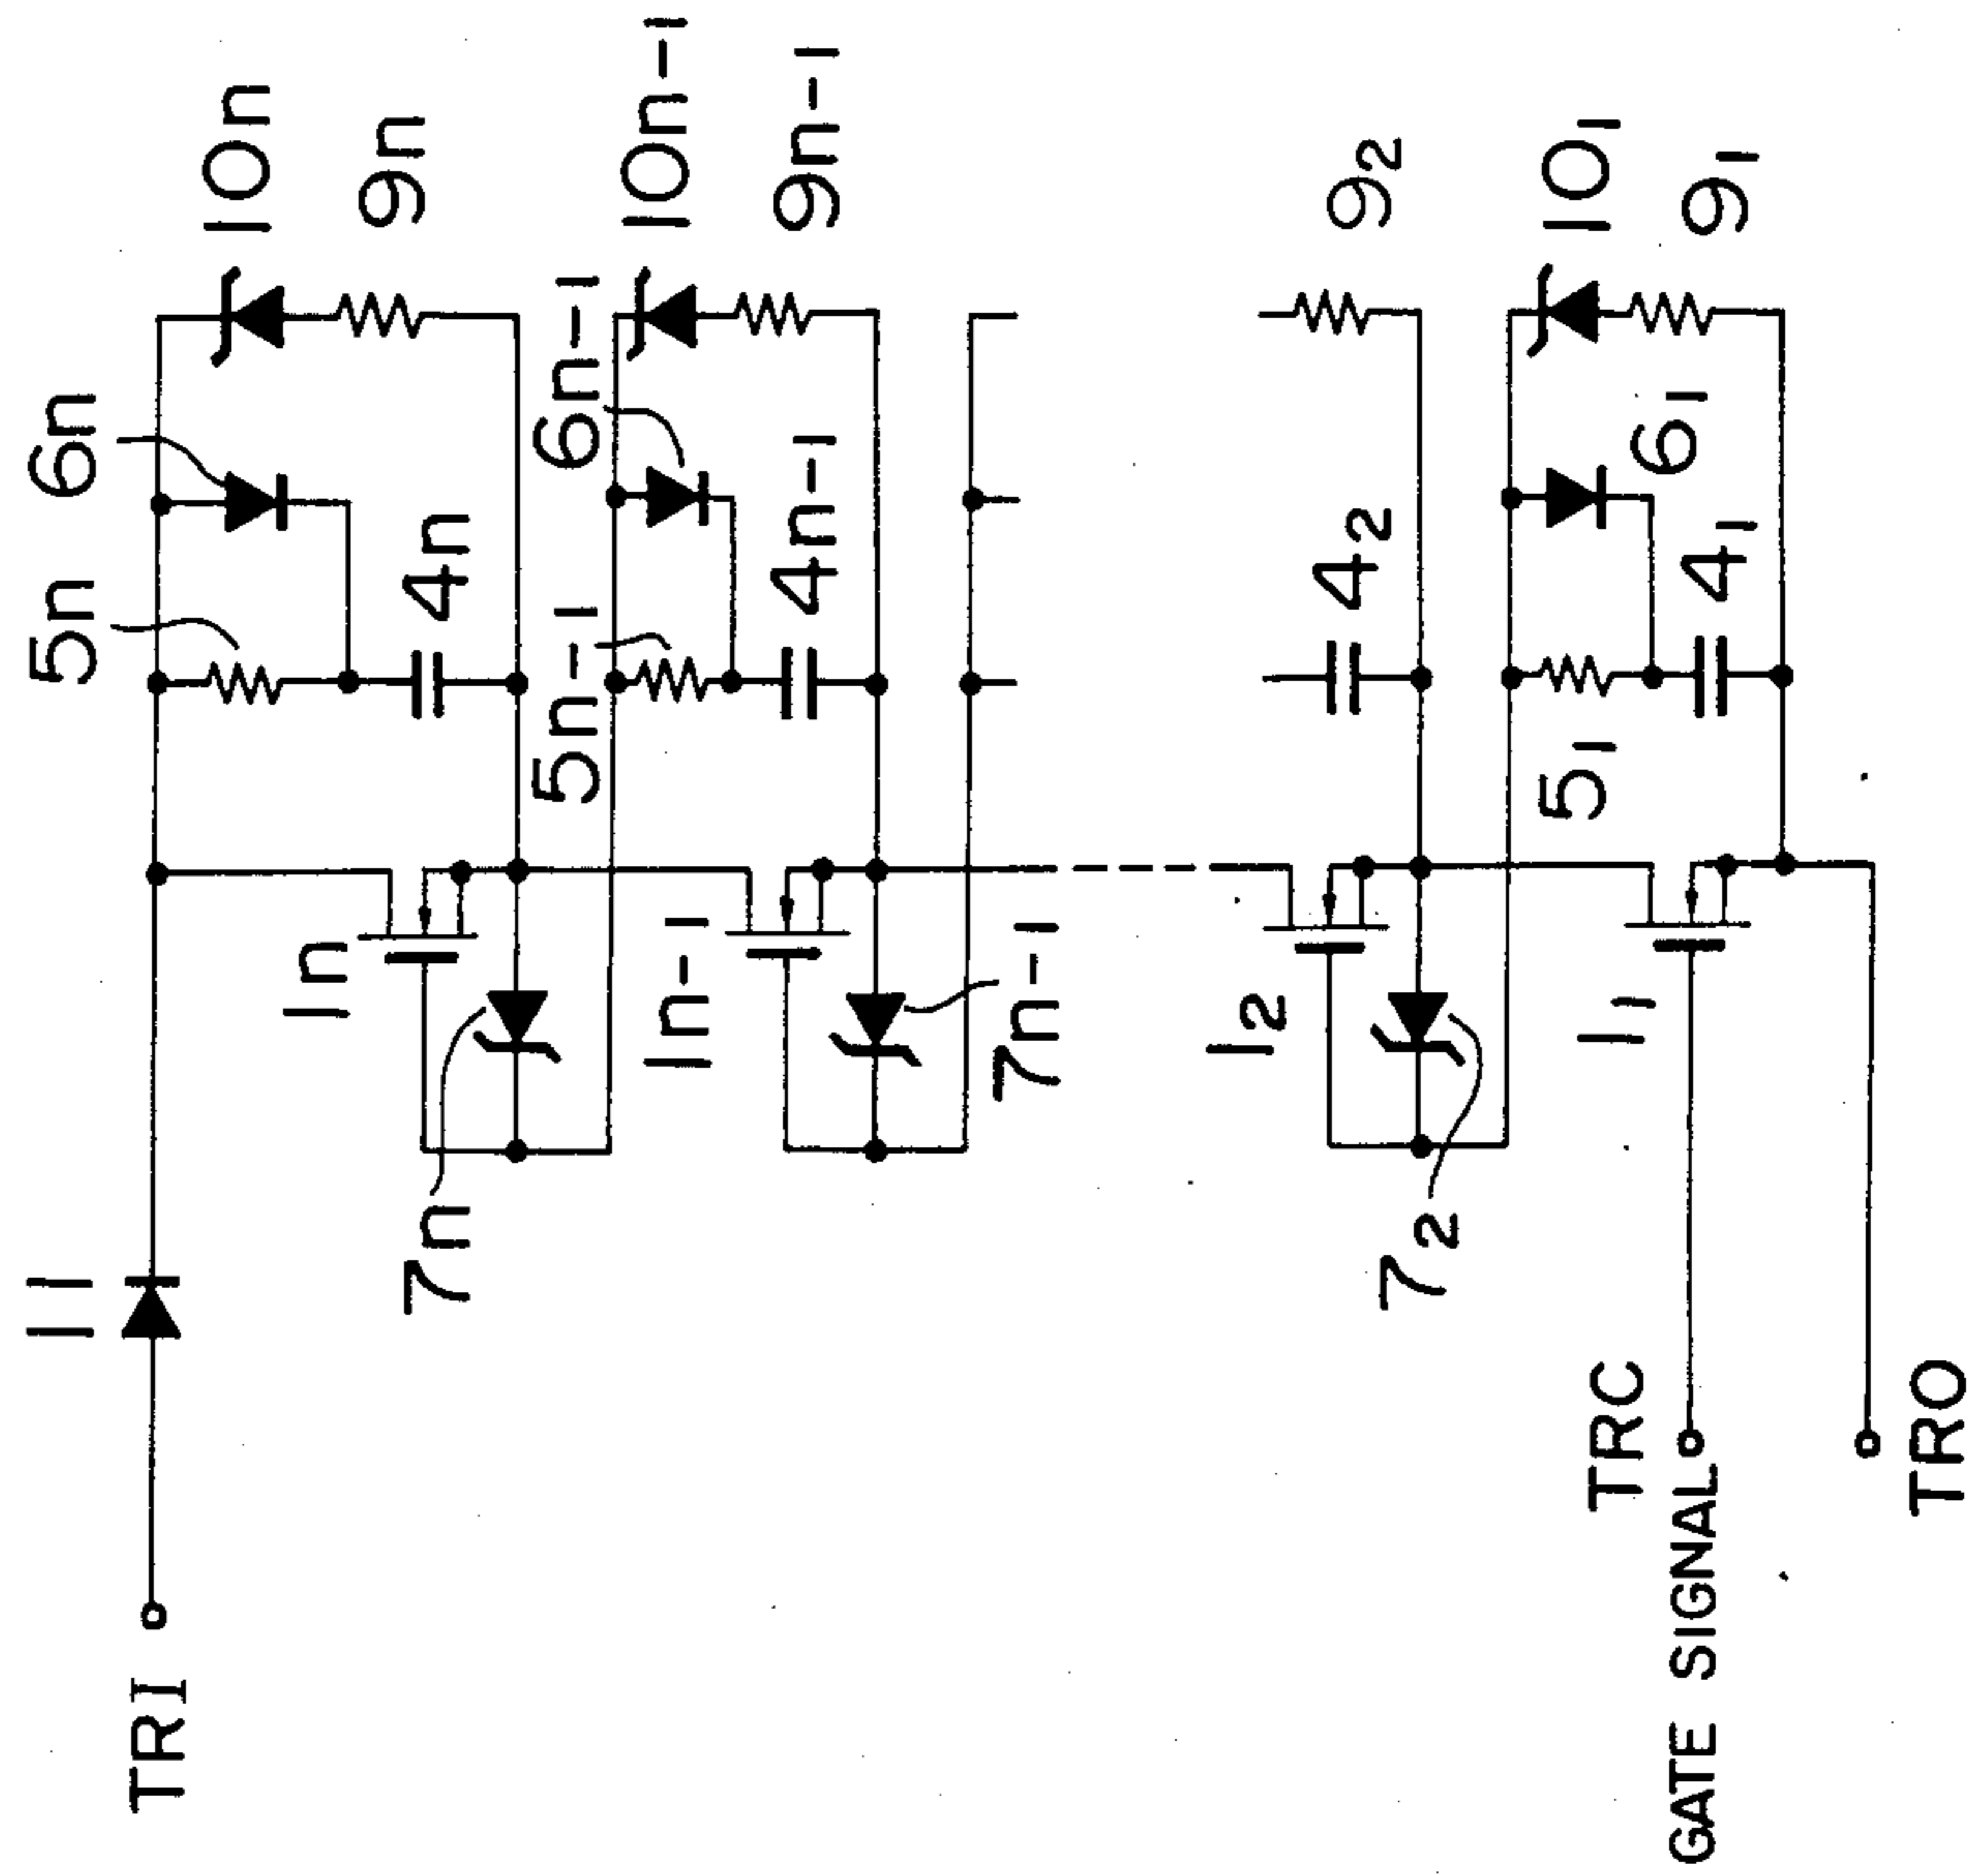 5n
6n
10n
9n
4n
5n-1
6n-1
10n-1
9n-1
4n-1
11
1n
7n
1n-1
7n-1
TRI
9₂
4₂
1₂
7₂
10₁
9₁
6₁
4₁
5₁
1₁
TRC
GATE SIGNAL
TRO